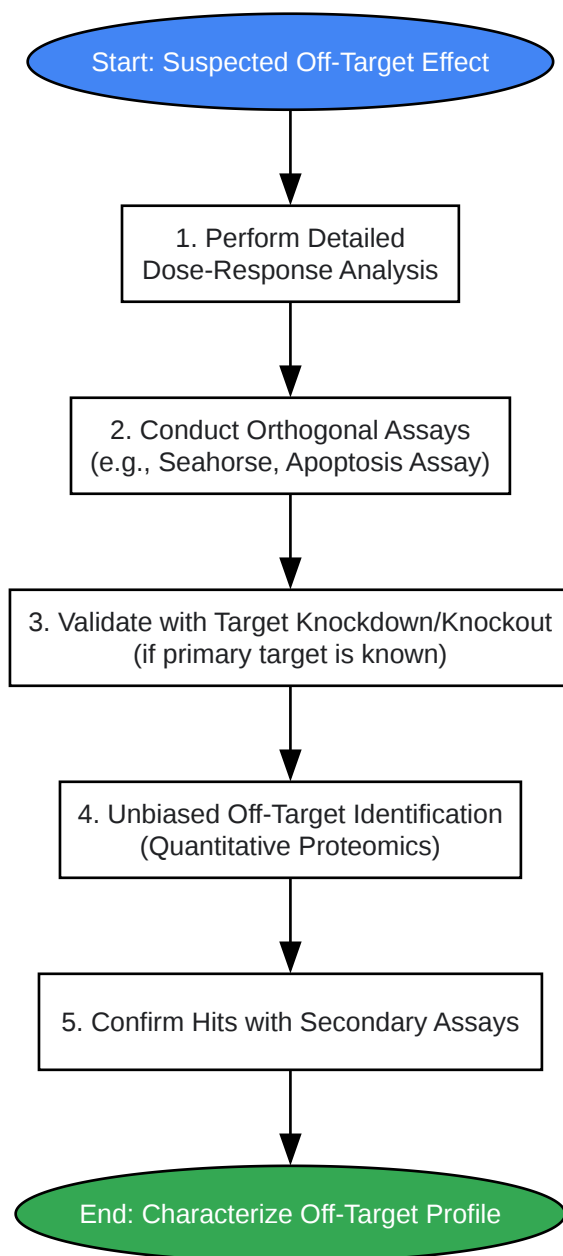 Start: Suspected Off-Target Effect
1. Perform Detailed
Dose-Response Analysis
2. Conduct Orthogonal Assays
(e.g., Seahorse, Apoptosis Assay)
3. Validate with Target Knockdown/Knockout
(if primary target is known)
4. Unbiased Off-Target Identification
(Quantitative Proteomics)
5. Confirm Hits with Secondary Assays
End: Characterize Off-Target Profile